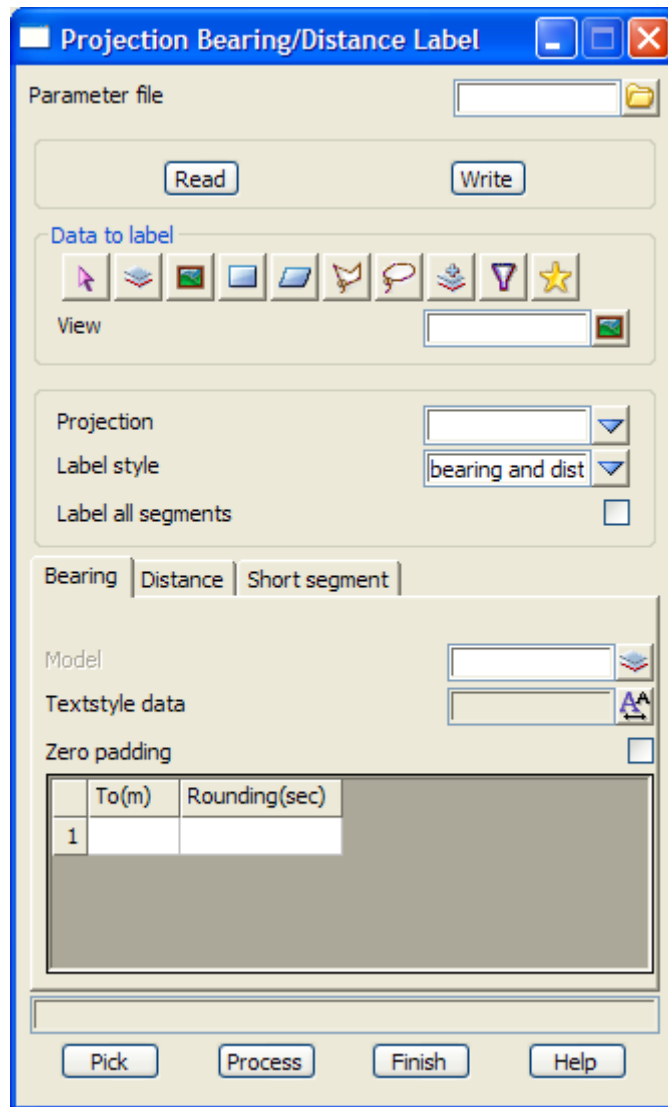 Projection Bearing/Distance Label
Parameter file
Read Write
Data to label
View
Projection
Label style bearing and dist
Label all segments
Bearing Distance Short segment
Model
Textstyle data
Zero padding
To(m) Rounding(sec)
1
Pick Process Finish Help